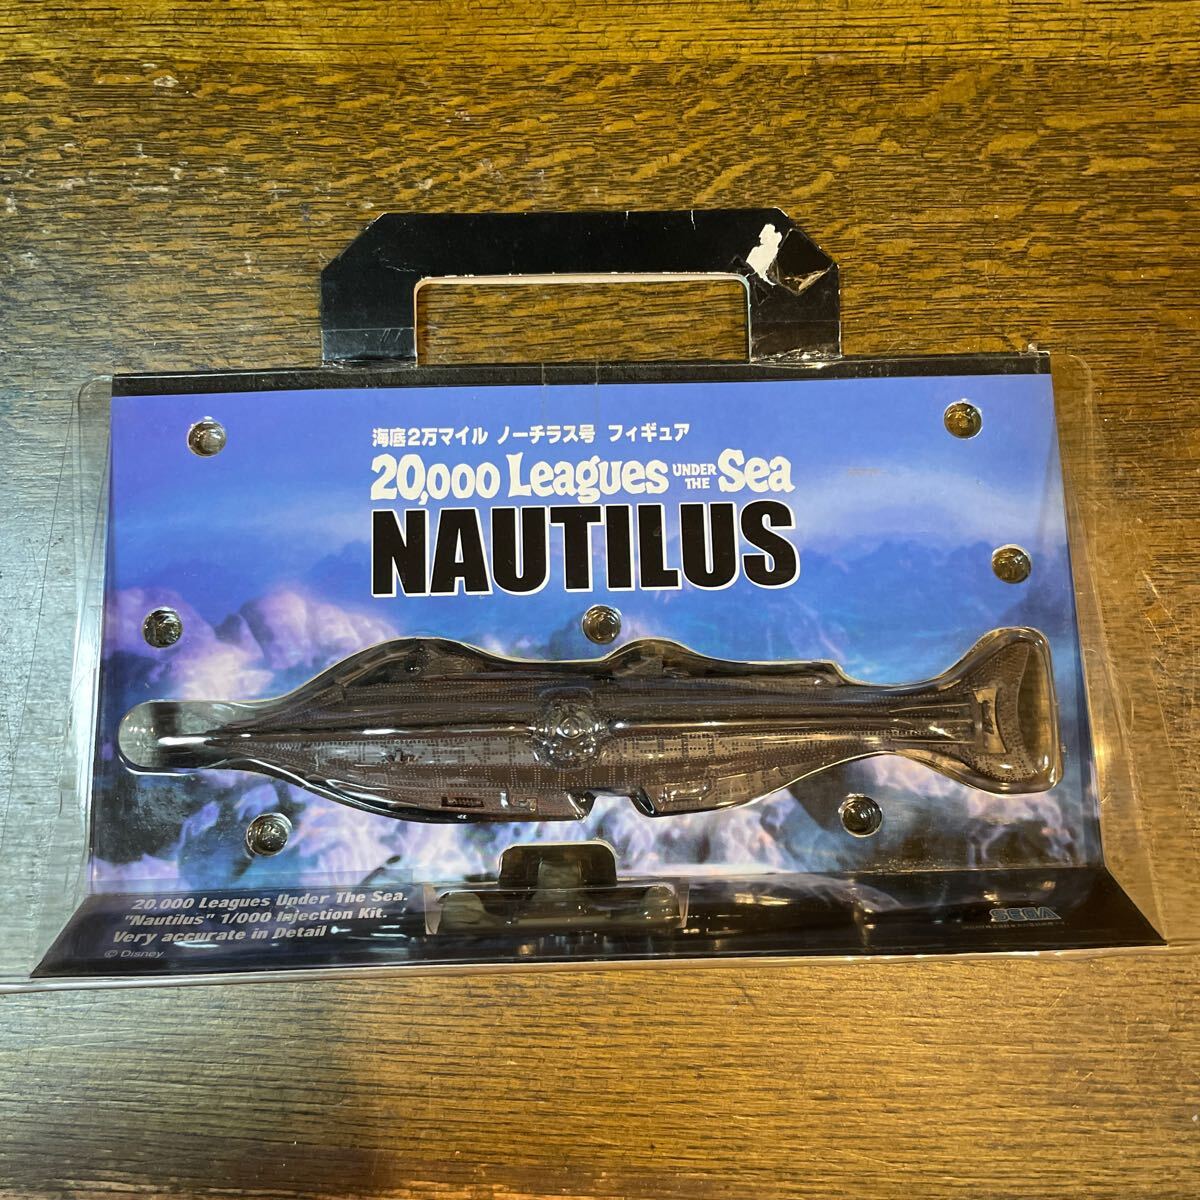 海底2万マイル ノーチラス号 フィギュア
20,000 Leagues UNDER THE Sea
NAUTILUS
20,000 Leagues Under The Sea.
"Nautilus" 1/000 Injection Kit.
Very accurate in Detail
© Disney
SEGA